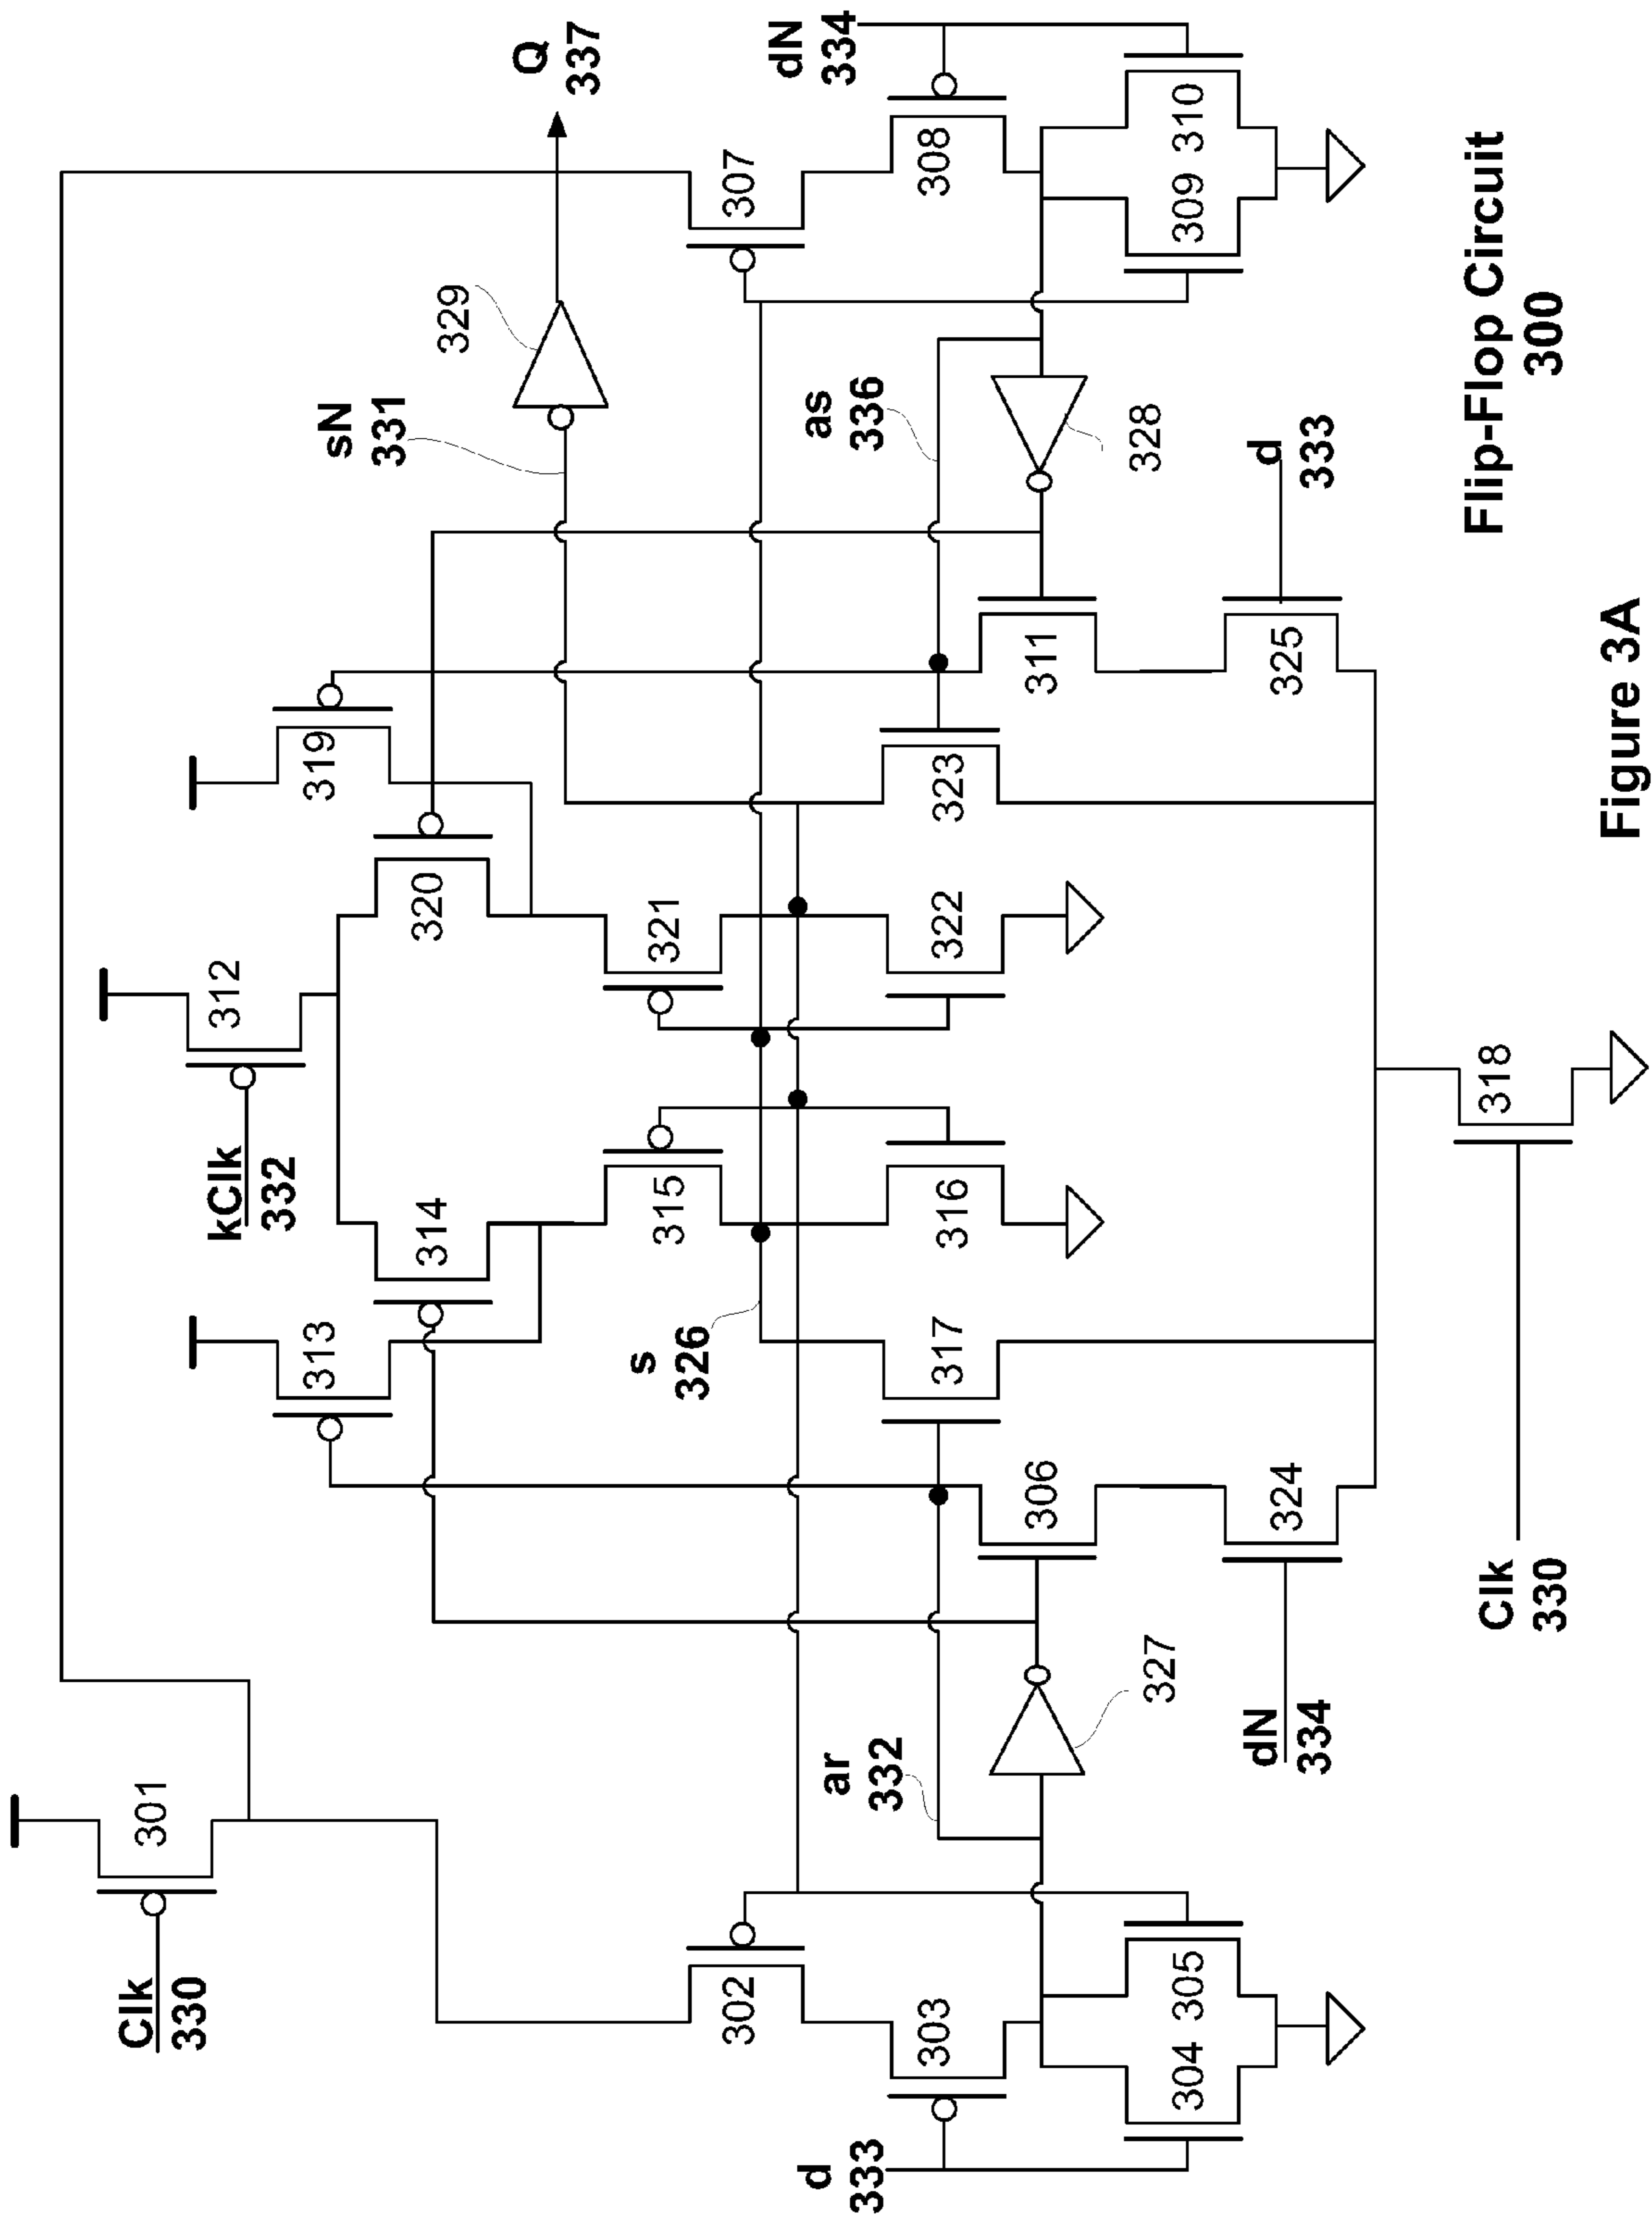 Clk
330
301
302
303
d
333
304
305
ar
332
327
306
dN
334
324
313
314
kClk
332
312
315
316
s
326
317
Clk
330
318
320
321
322
319
323
sN
331
329
Q
337
as
336
328
311
325
d
333
307
308
dN
334
309
310
Flip-Flop Circuit
300
Figure 3A